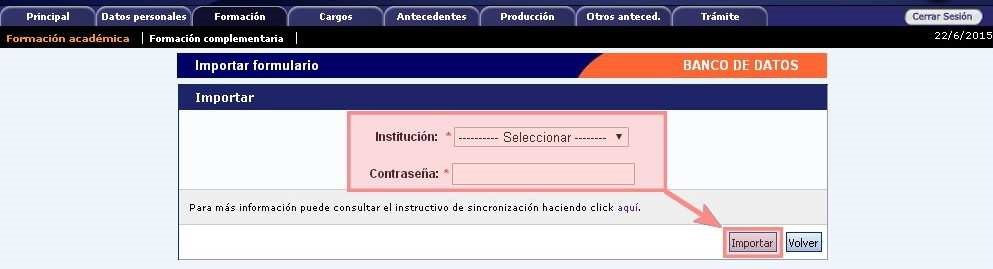 Principal Datos personales Formación Cargos Antecedentes Producción Otros anteced. Trámite Cerrar Sesión
Formación académica Formación complementaria 22/6/2015
Importar formulario BANCO DE DATOS
Importar
Institución: * ---------- Seleccionar --------
Contraseña: *
Para más información puede consultar el instructivo de sincronización haciendo click aquí.
Importar Volver